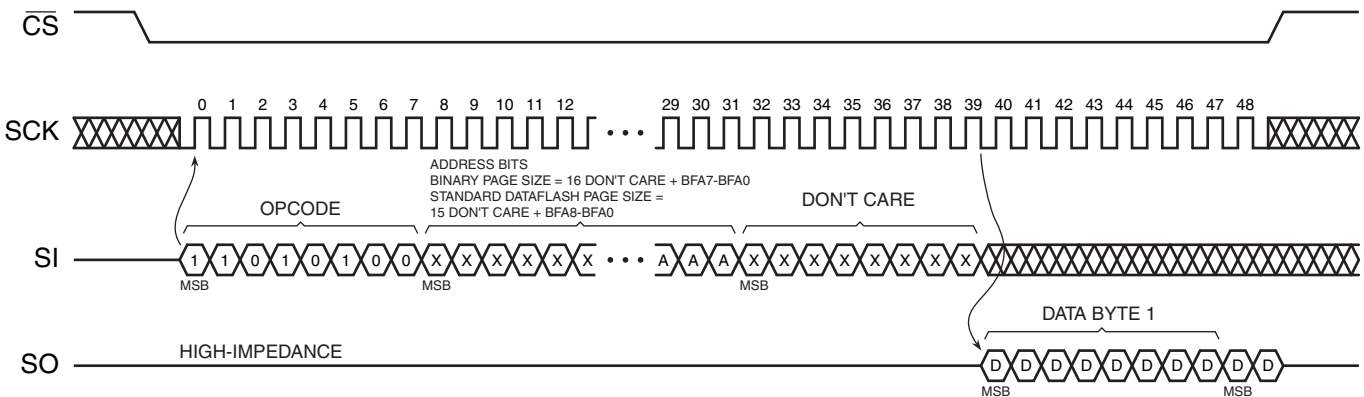 CS
SCK
0 1 2 3 4 5 6 7 8 9 10 11 12 29 30 31 32 33 34 35 36 37 38 39 40 41 42 43 44 45 46 47 48
ADDRESS BITS
BINARY PAGE SIZE = 16 DON'T CARE + BFA7-BFA0
STANDARD DATAFLASH PAGE SIZE =
15 DON'T CARE + BFA8-BFA0
OPCODE
DON'T CARE
SI
1 1 0 1 0 1 0 0 X X X X X X A A A X X X X X X X X
MSB MSB MSB
DATA BYTE 1
SO
HIGH-IMPEDANCE
D D D D D D D D D D
MSB MSB